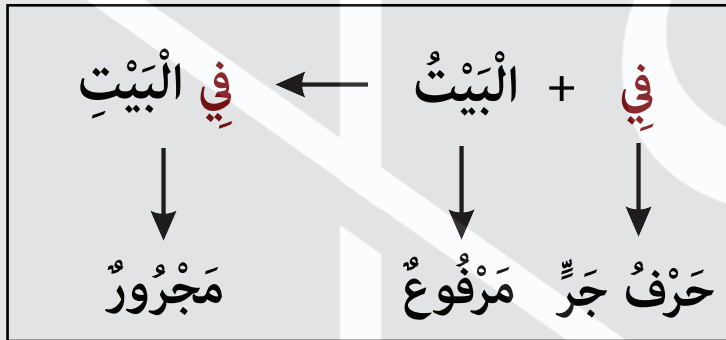 فِي + الْبَيْتُ ← فِي الْبَيْتِ
حَرْفُ جَرٍّ مَرْفُوعٌ مَجْرُورٌ